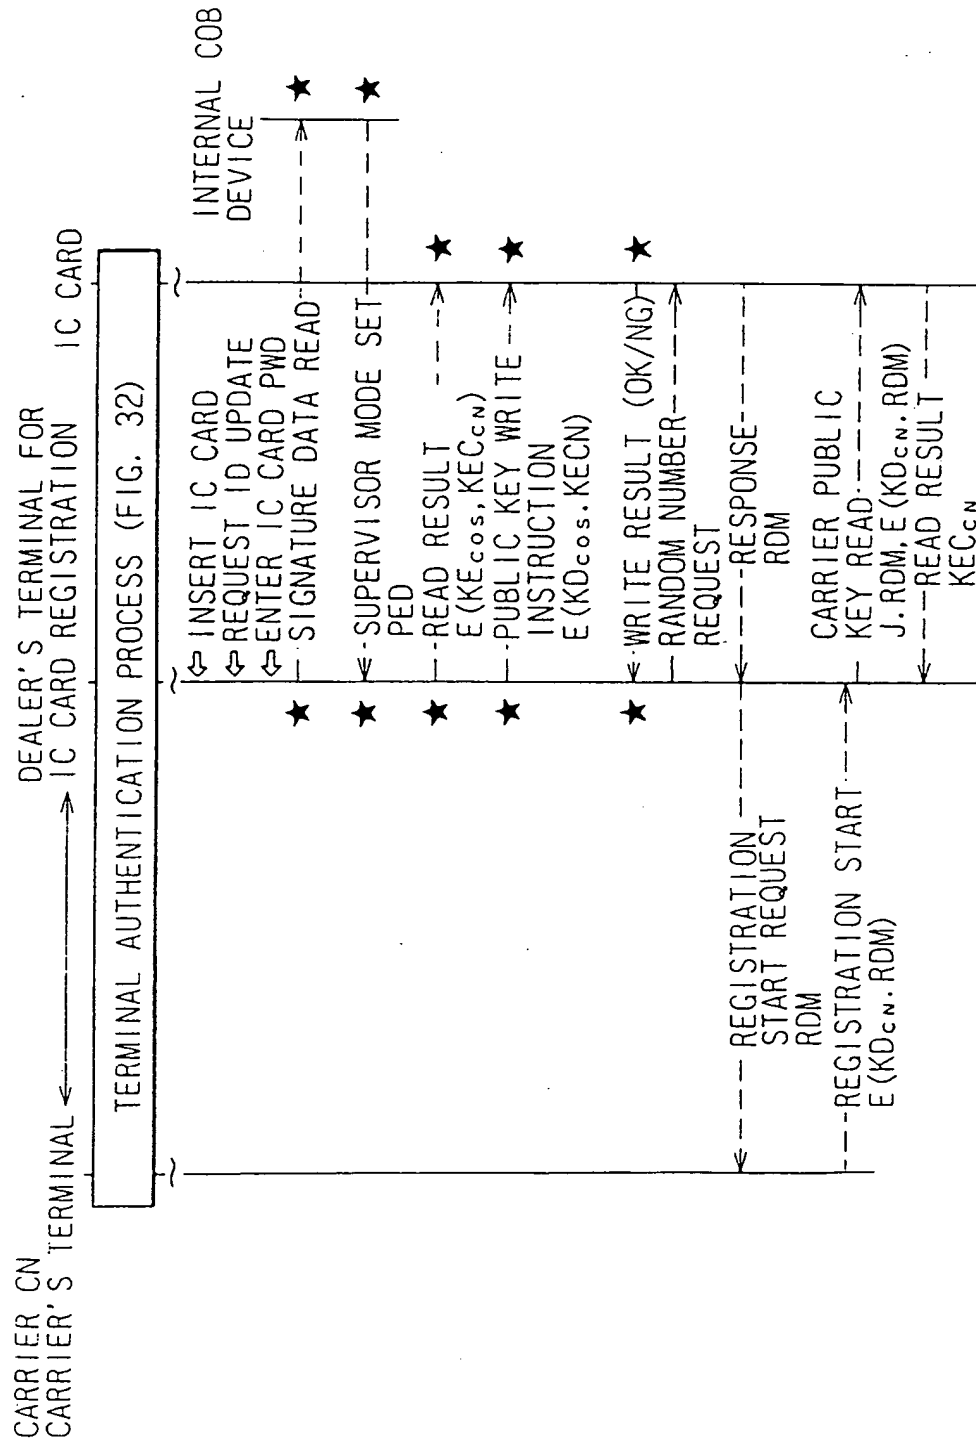 CARRIER CN
CARRIER'S TERMINAL
DEALER'S TERMINAL FOR
IC CARD REGISTRATION
IC CARD
TERMINAL AUTHENTICATION PROCESS (FIG. 32)
INTERNAL COB
DEVICE
INSERT IC CARD
REQUEST ID UPDATE
ENTER IC CARD PWD
SIGNATURE DATA READ
SUPERVISOR MODE SET
PED
READ RESULT
E(KEcos,KECCN)
PUBLIC KEY WRITE
INSTRUCTION
E(KDcos.KECN)
WRITE RESULT (OK/NG)
RANDOM NUMBER
REQUEST
RESPONSE
RDM
REGISTRATION
START REQUEST
RDM
REGISTRATION START
E(KDCN.RDM)
CARRIER PUBLIC
KEY READ
J.RDM,E(KDCN.RDM)
READ RESULT
KECCN